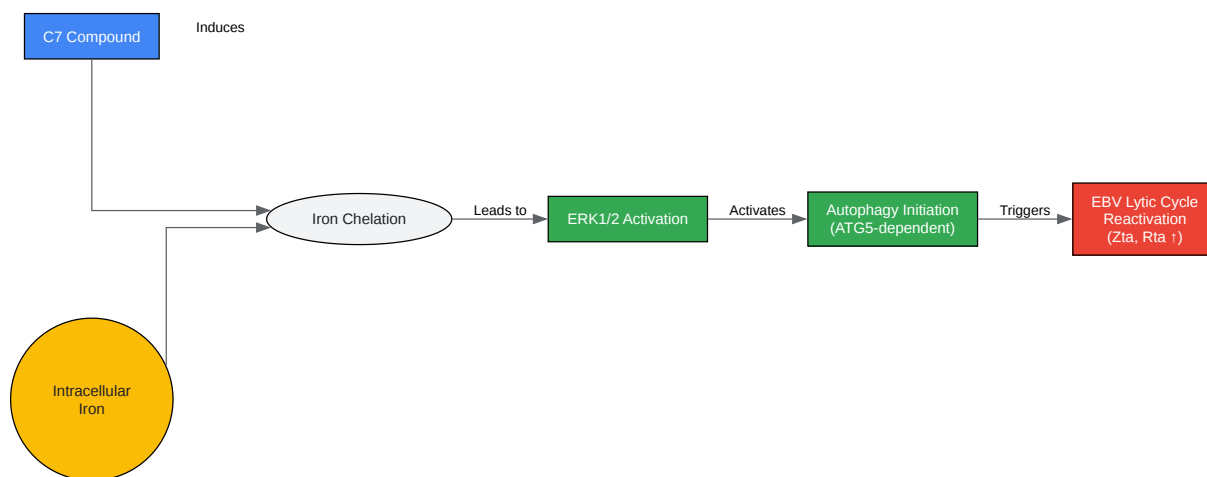 C7 Compound
Induces
Iron Chelation
Leads to
ERK1/2 Activation
Activates
Autophagy Initiation
(ATG5-dependent)
Triggers
EBV Lytic Cycle
Reactivation
(Zta, Rta ↑)
Intracellular
Iron